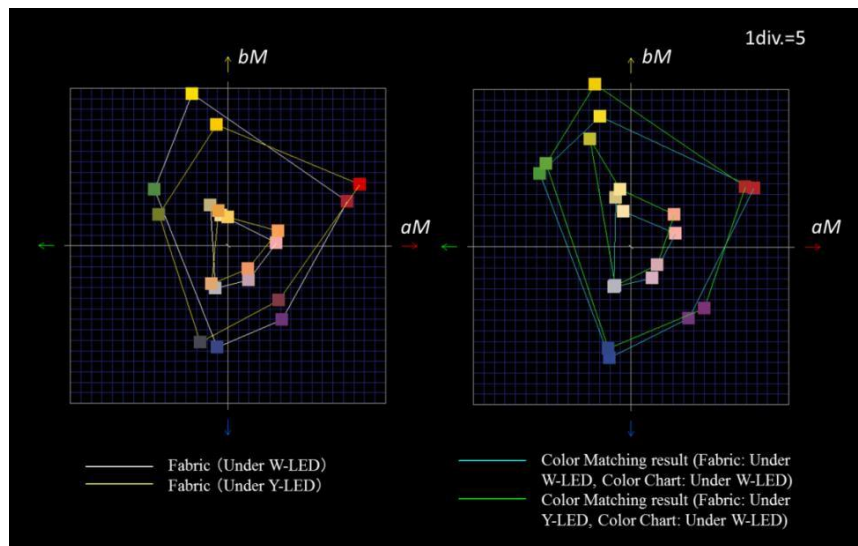 1div.=5
bM
aM
bM
aM
Fabric（Under W-LED）
Fabric（Under Y-LED）
Color Matching result (Fabric: Under
W-LED, Color Chart: Under W-LED)
Color Matching result (Fabric: Under
Y-LED, Color Chart: Under W-LED)